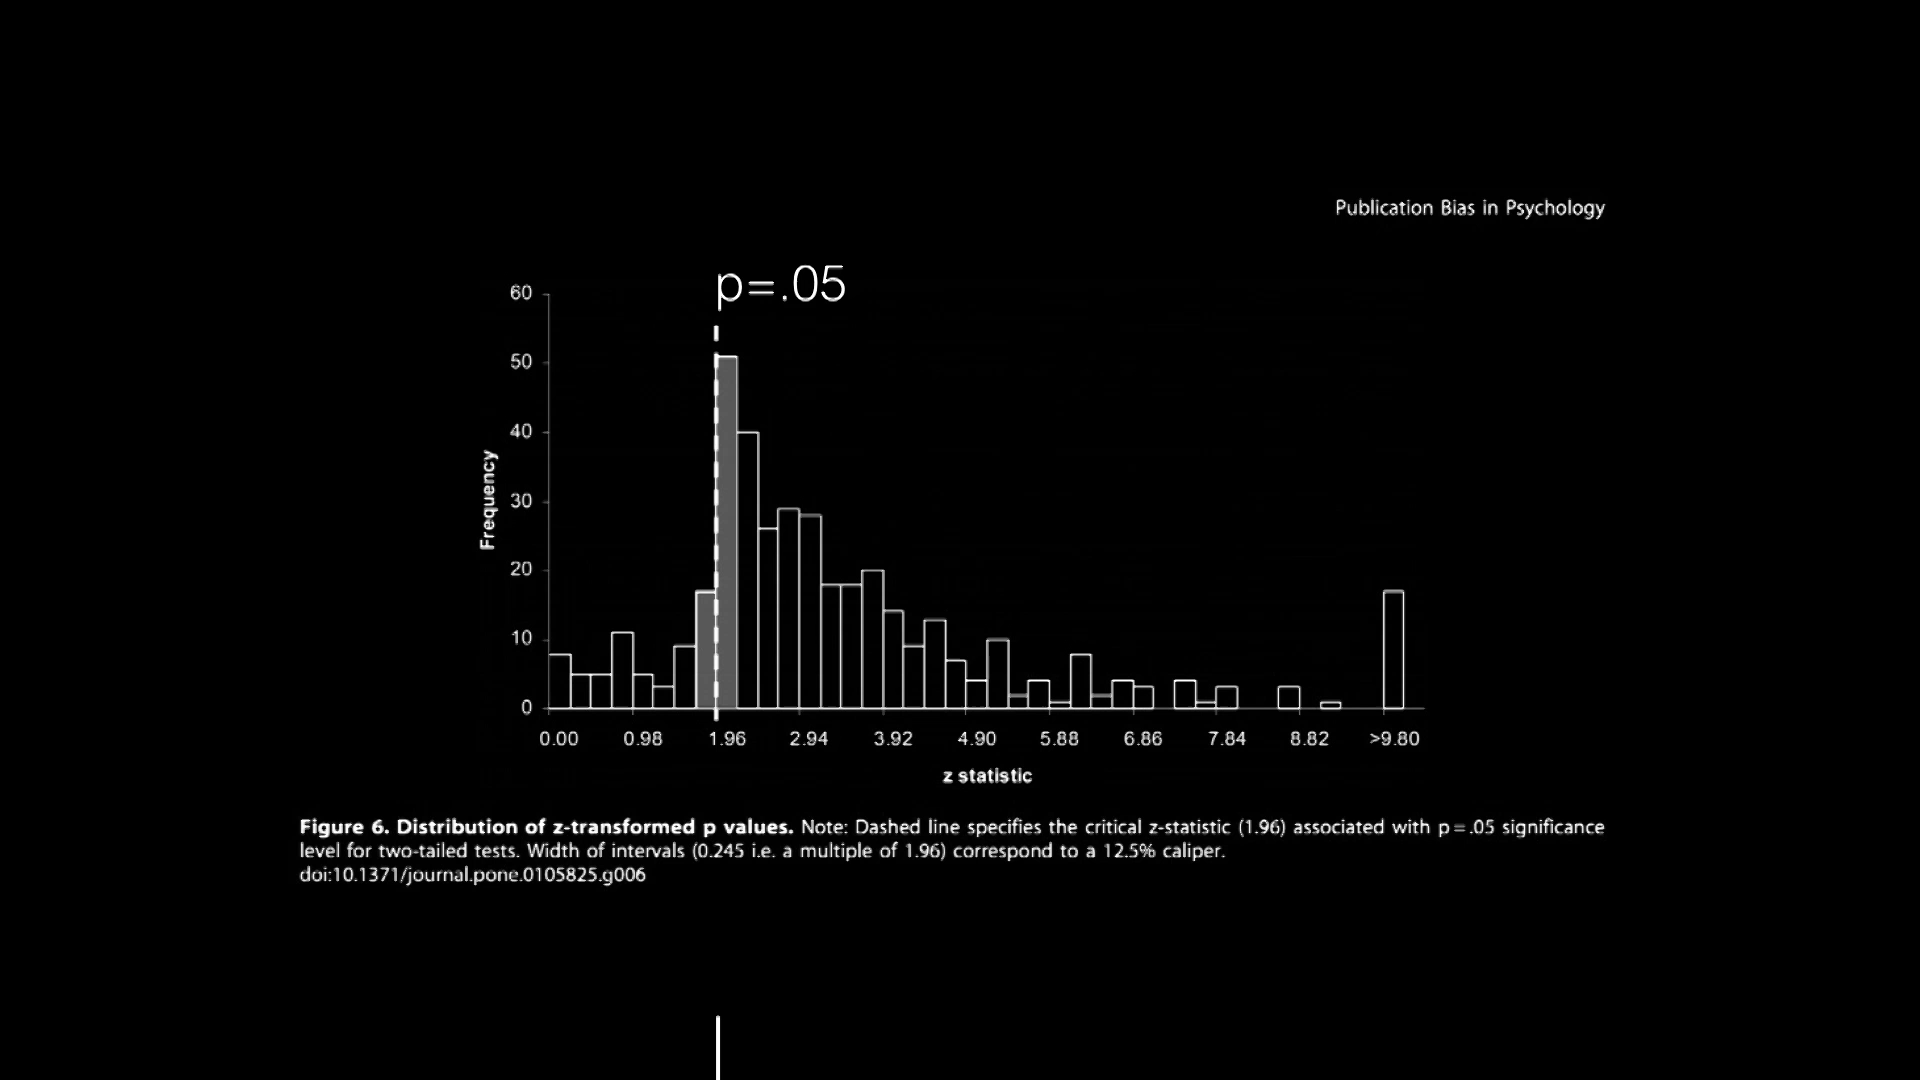 Publication Bias in Psychology
p=.05
60
50
40
30
20
10
0
Frequency
0.00 0.98 1.96 2.94 3.92 4.90 5.88 6.86 7.84 8.82 >9.80
z statistic
Figure 6. Distribution of z-transformed p values. Note: Dashed line specifies the critical z-statistic (1.96) associated with p = .05 significance
level for two-tailed tests. Width of intervals (0.245 i.e. a multiple of 1.96) correspond to a 12.5% caliper.
doi:10.1371/journal.pone.0105825.g006